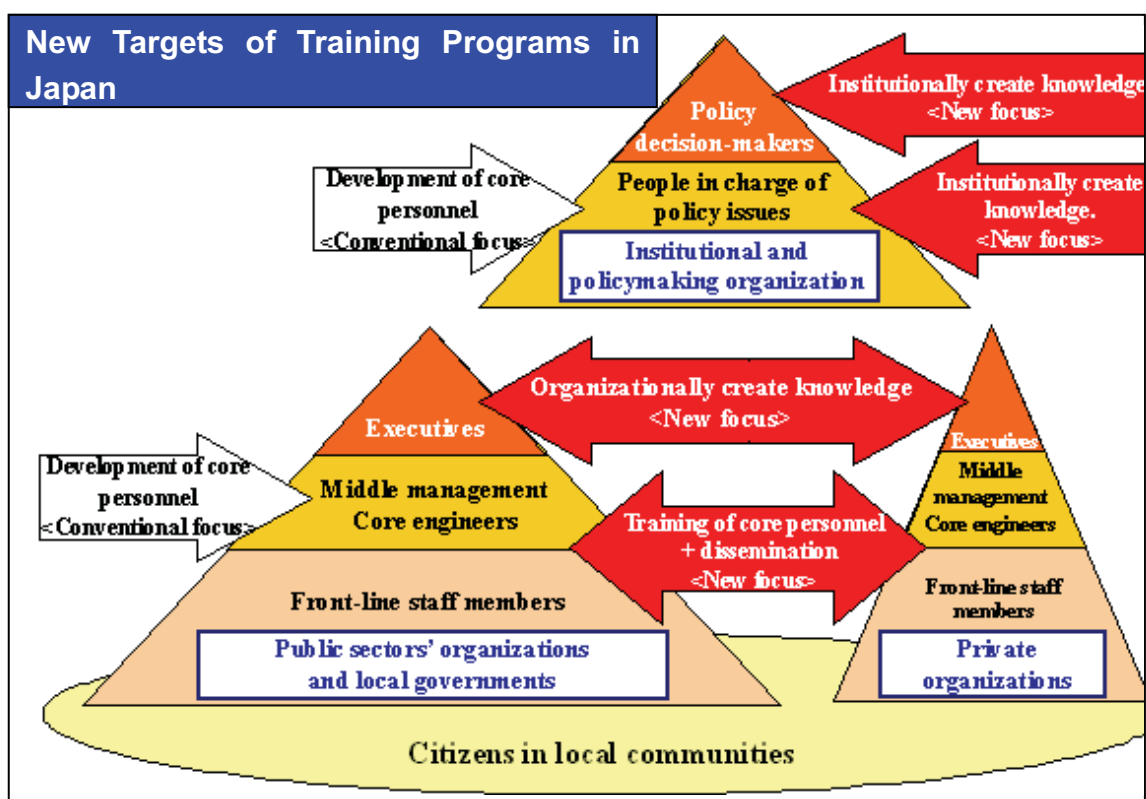 New Targets of Training Programs in
Japan
Institutionally create knowledge
<New focus>
Policy
decision-makers
Development of core
personnel
<Conventional focus>
People in charge of
policy issues
Institutionally create
knowledge.
<New focus>
Institutional and
policymaking organization
Organizationally create knowledge
<New focus>
Executives
Executives
Development of core
personnel
<Conventional focus>
Middle management
Core engineers
Training of core personnel
+ dissemination
<New focus>
Middle
management
Core engineers
Front-line staff members
Front-line staff
members
Public sectors' organizations
and local governments
Private
organizations
Citizens in local communities